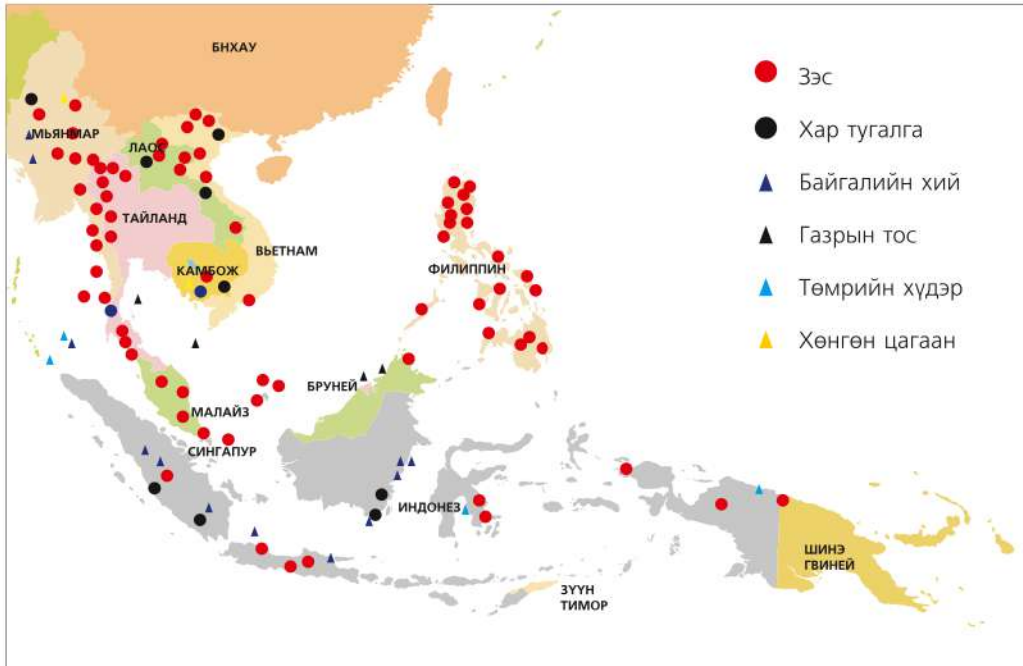 БНХАУ
МЬЯНМАР
ЛАОС
ТАЙЛАНД
ВЬЕТНАМ
КАМБОЖ
ФИЛИППИН
БРУНЕЙ
МАЛАЙЗ
СИНГАПУР
ИНДОНЕЗ
ШИНЭ
ГВИНЕЙ
ЗҮҮН
ТИМОР
Зэс
Хар тугалга
Байгалийн хий
Газрын тос
Төмрийн хүдэр
Хөнгөн цагаан